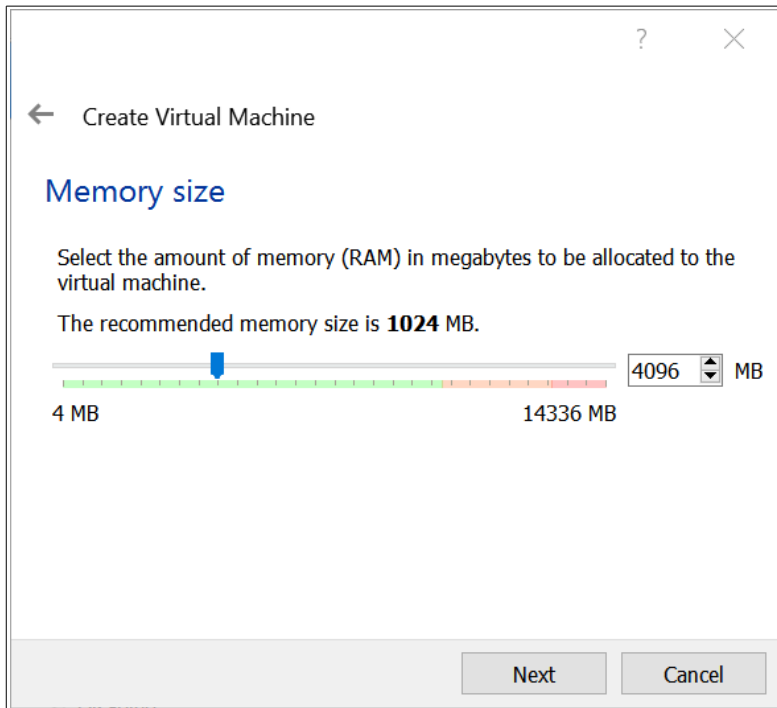 ?
Create Virtual Machine
Memory size
Select the amount of memory (RAM) in megabytes to be allocated to the
virtual machine.
The recommended memory size is 1024 MB.
4096 MB
4 MB 14336 MB
Next Cancel